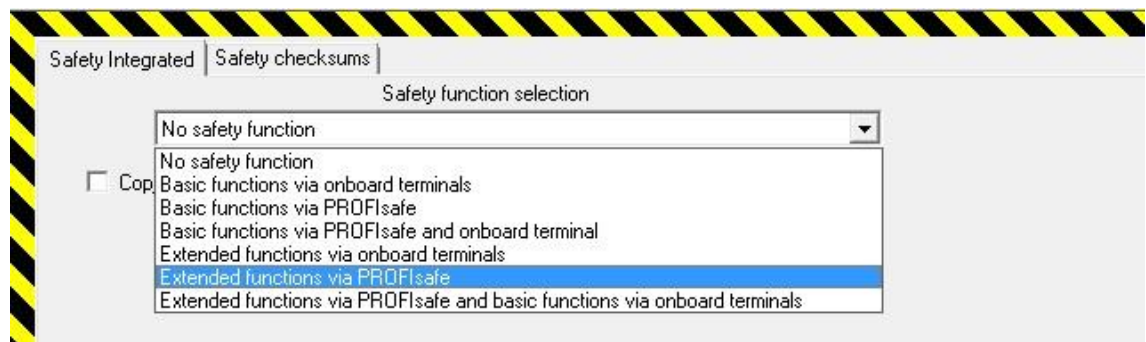 Safety Integrated
Safety checksums
Safety function selection
No safety function
No safety function
Basic functions via onboard terminals
Basic functions via PROFIsafe
Basic functions via PROFIsafe and onboard terminal
Extended functions via onboard terminals
Extended functions via PROFIsafe
Extended functions via PROFIsafe and basic functions via onboard terminals